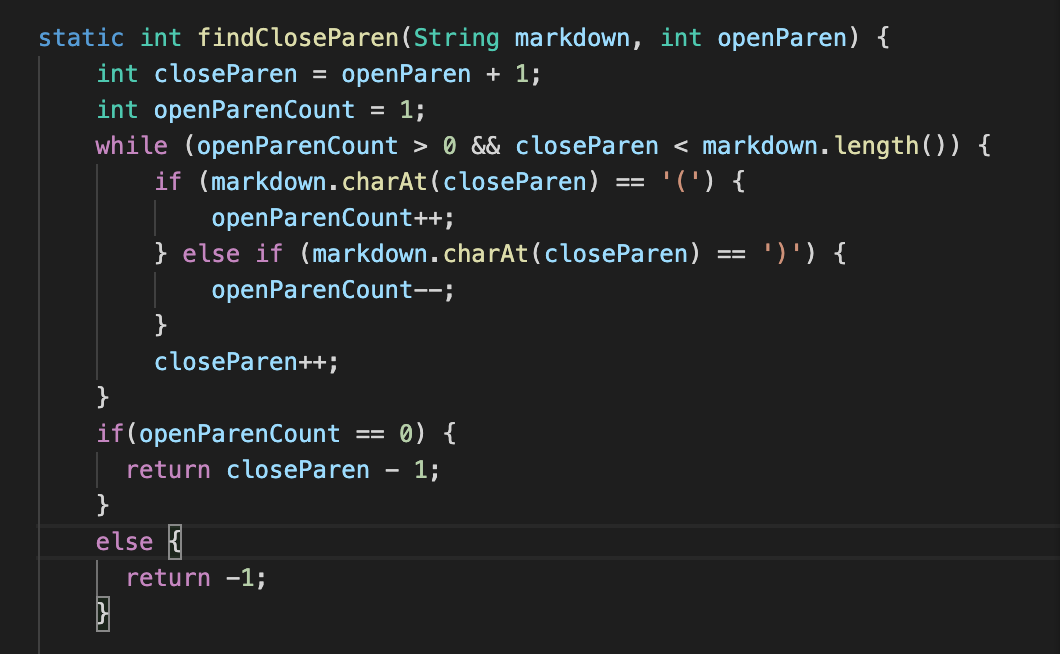 static int findCloseParen(String markdown, int openParen) {
    int closeParen = openParen + 1;
    int openParenCount = 1;
    while (openParenCount > 0 && closeParen < markdown.length()) {
        if (markdown.charAt(closeParen) == '(') {
            openParenCount++;
        } else if (markdown.charAt(closeParen) == ')') {
            openParenCount--;
        }
        closeParen++;
    }
    if(openParenCount == 0) {
      return closeParen - 1;
    }
    else {
      return -1;
    }